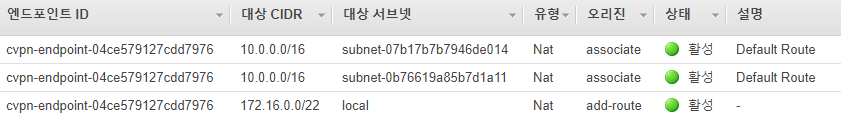 엔드포인트 ID 대상 CIDR 대상 서브넷 유형 오리진 상태 설명
cvpn-endpoint-04ce579127cdd7976 10.0.0.0/16 subnet-07b17b7b7946de014 Nat associate 활성 Default Route
cvpn-endpoint-04ce579127cdd7976 10.0.0.0/16 subnet-0b76619a85b7d1a11 Nat associate 활성 Default Route
cvpn-endpoint-04ce579127cdd7976 172.16.0.0/22 local Nat add-route 활성 -